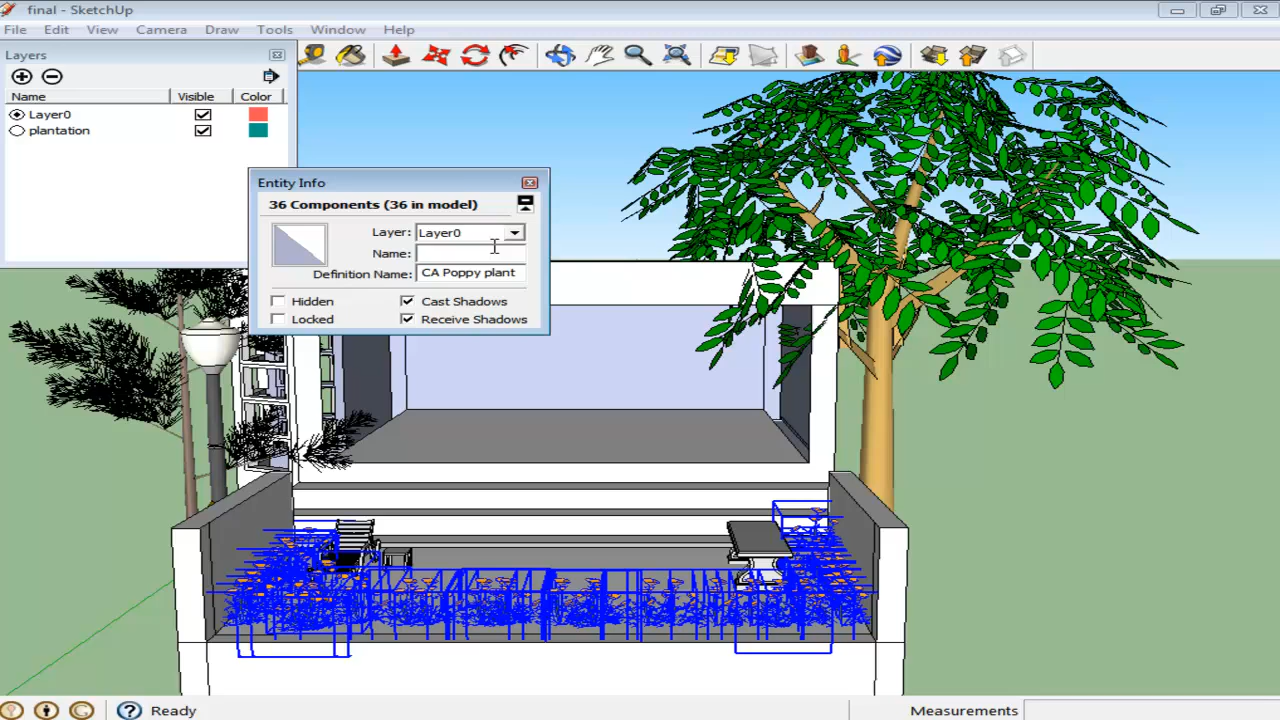 final - SketchUp
File Edit View Camera Draw Tools Window Help
Layers
Name Visible Color
Layer0
plantation
Entity Info
36 Components (36 in model)
Layer: Layer0
Name:
Definition Name: CA Poppy plant
Hidden Cast Shadows
Locked Receive Shadows
Ready Measurements